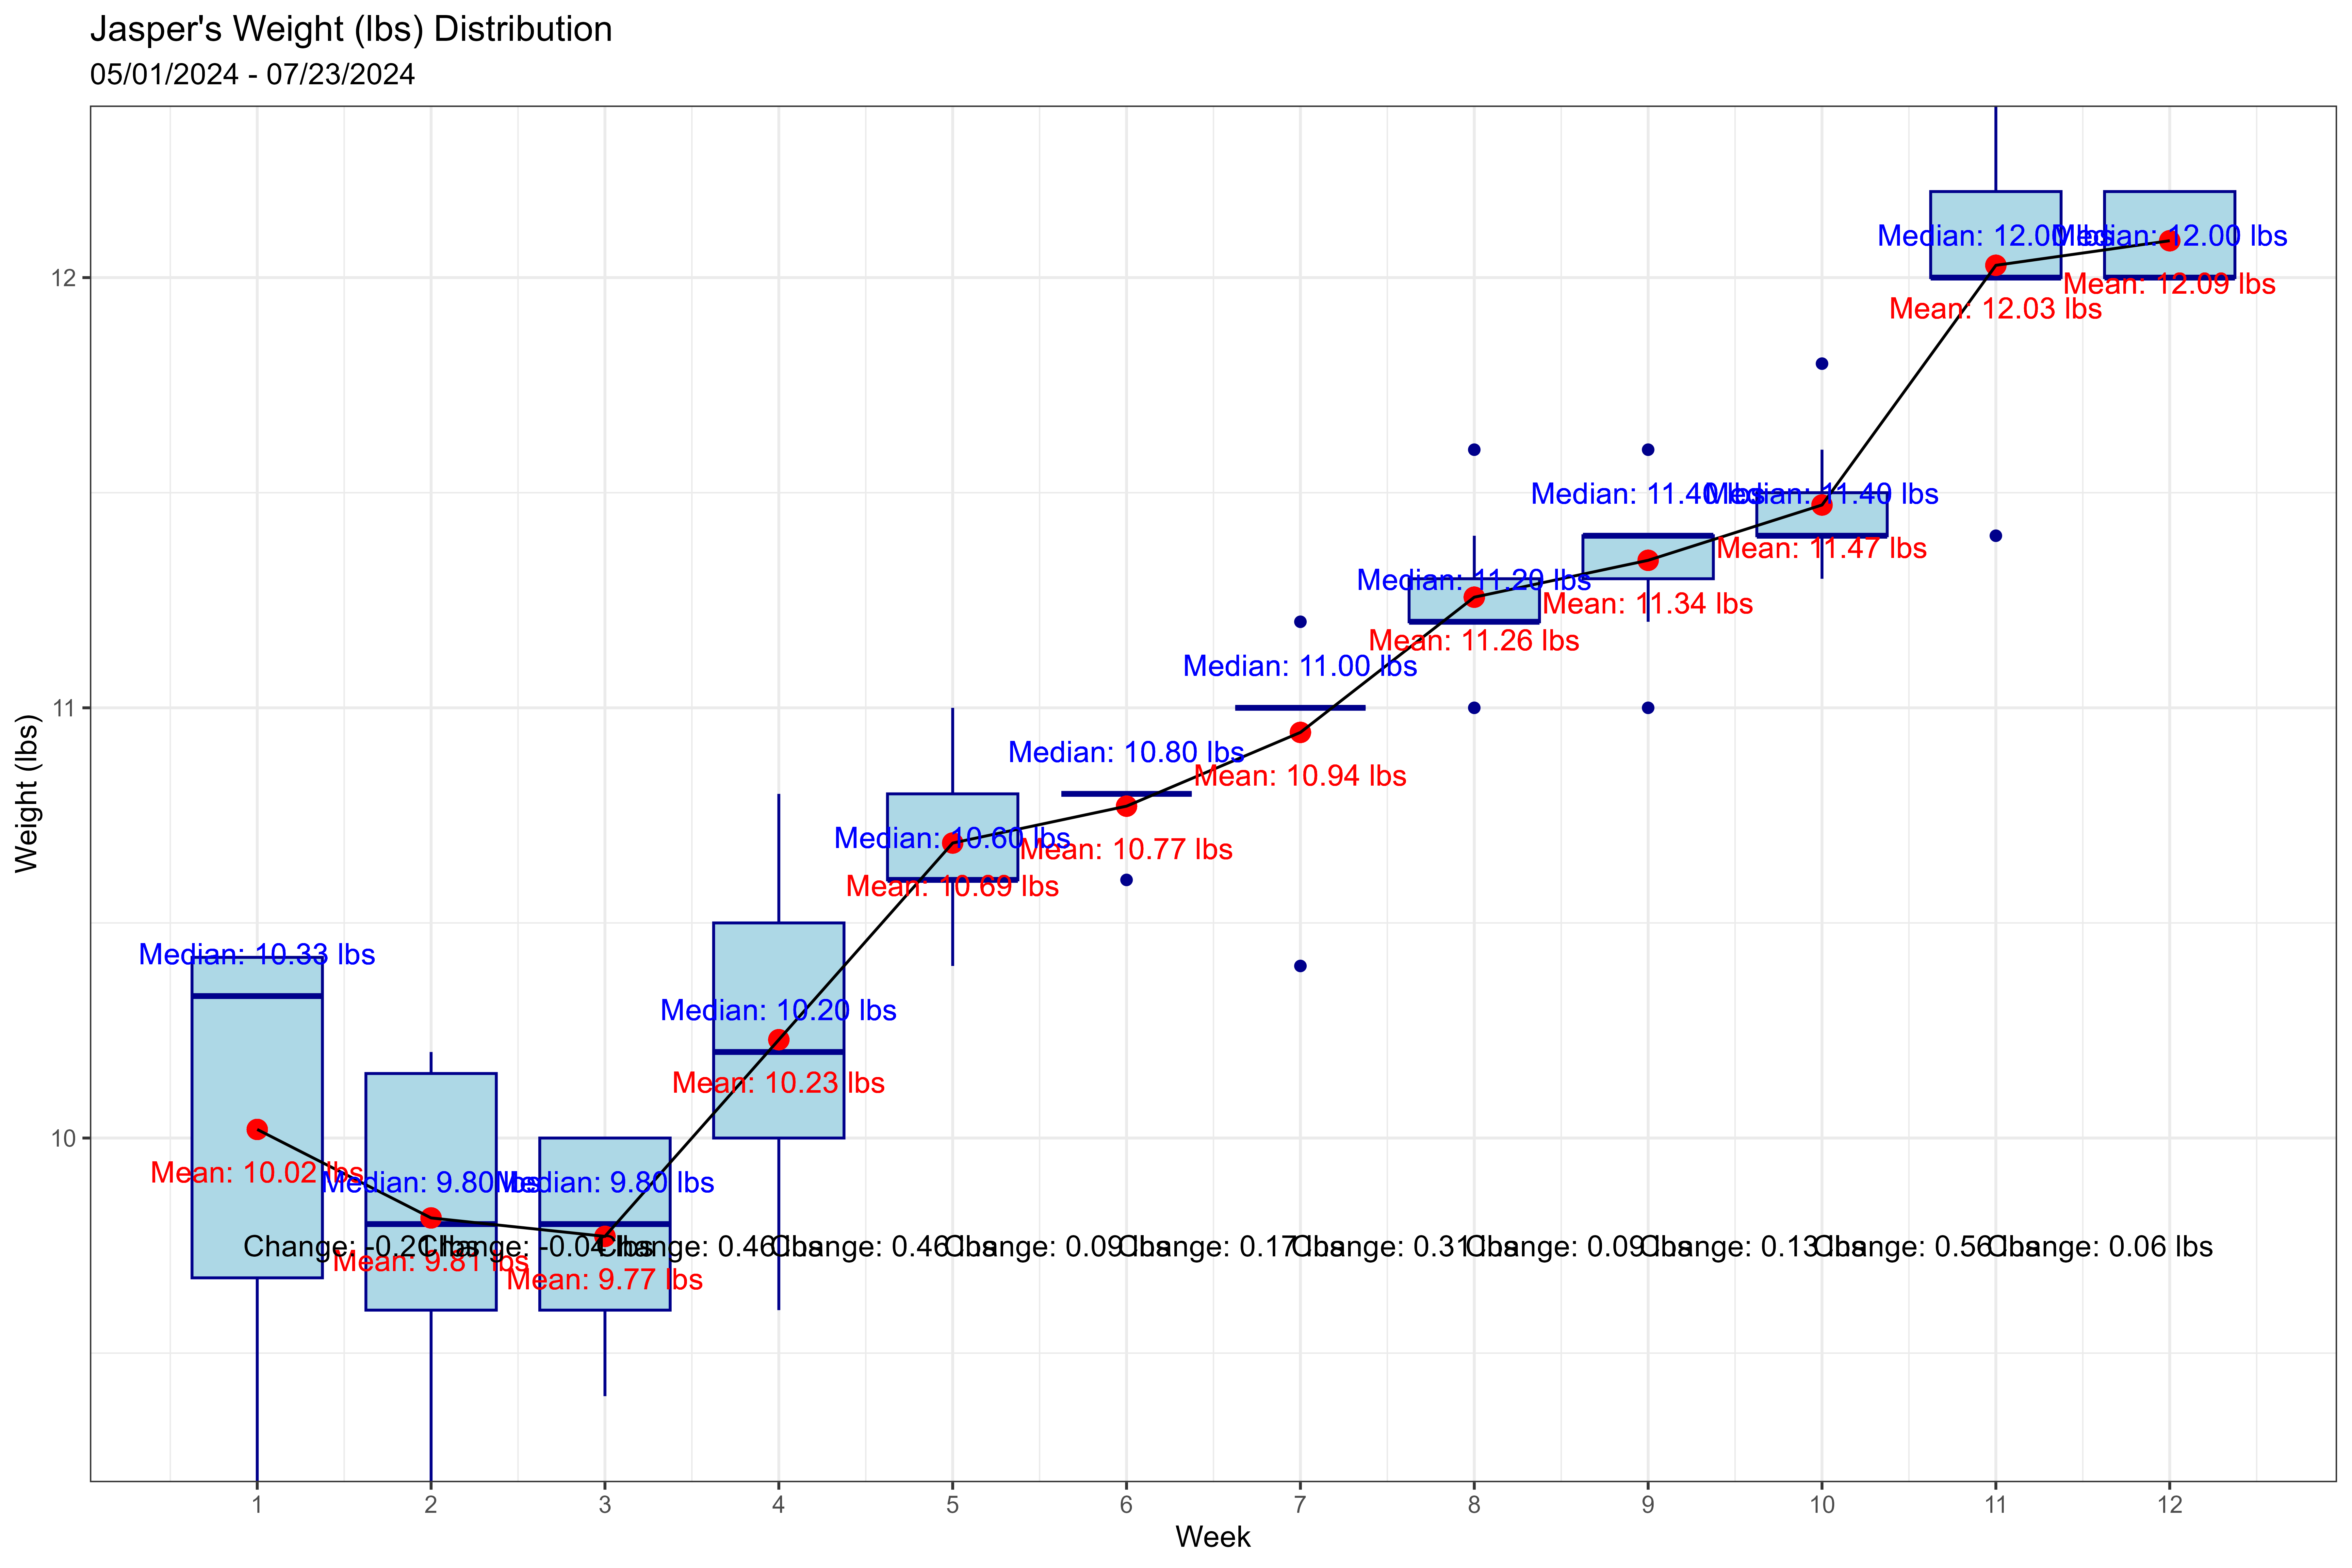 Jasper's Weight (lbs) Distribution
05/01/2024 - 07/23/2024
Weight (lbs)
12
11
10
Median: 12.00 lbs
Median: 12.00 lbs
Mean: 12.09 lbs
Mean: 12.03 lbs
Median: 11.40 lbs
Median: 11.40 lbs
Mean: 11.47 lbs
Median: 11.20 lbs
Mean: 11.34 lbs
Mean: 11.26 lbs
Median: 11.00 lbs
Median: 10.80 lbs
Mean: 10.94 lbs
Median: 10.60 lbs
Mean: 10.77 lbs
Mean: 10.69 lbs
Median: 10.33 lbs
Median: 10.20 lbs
Mean: 10.23 lbs
Mean: 10.02 lbs
Median: 9.80 lbs
Median: 9.80 lbs
Change: -0.20 lbs
Change: -0.04 lbs
Change: 0.46 lbs
Change: 0.46 lbs
Change: 0.09 lbs
Change: 0.17 lbs
Change: 0.31 lbs
Change: 0.09 lbs
Change: 0.13 lbs
Change: 0.56 lbs
Change: 0.06 lbs
Mean: 9.81 lbs
Mean: 9.77 lbs
1 2 3 4 5 6 7 8 9 10 11 12
Week